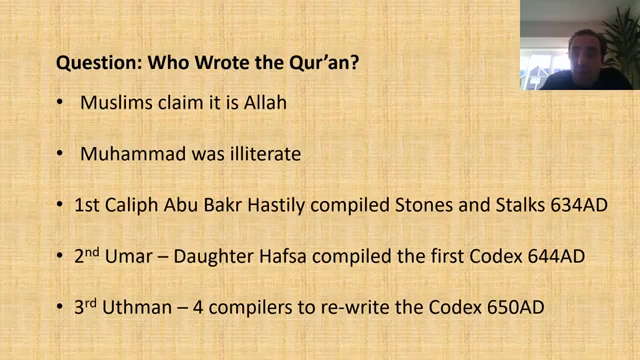 Question: Who Wrote the Qur'an?
• Muslims claim it is Allah
• Muhammad was illiterate
• 1st Caliph Abu Bakr Hastily compiled Stones and Stalks 634AD
• 2nd Umar – Daughter Hafsa compiled the first Codex 644AD
• 3rd Uthman – 4 compilers to re-write the Codex 650AD